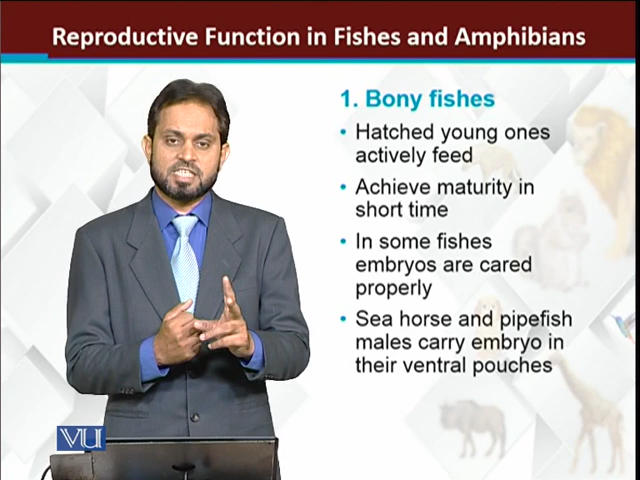 Reproductive Function in Fishes and Amphibians
1. Bony fishes
• Hatched young ones
actively feed
• Achieve maturity in
short time
• In some fishes
embryos are cared
properly
• Sea horse and pipefish
males carry embryo in
their ventral pouches
VU